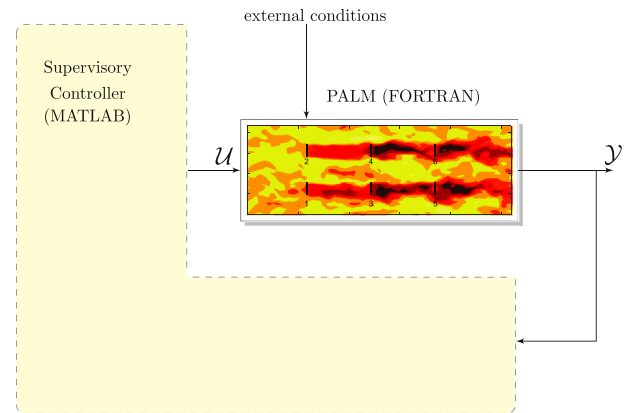 external conditions
Supervisory
Controller
(MATLAB)
PALM (FORTRAN)
𝒰
𝒴
2 4 6
1 3 5